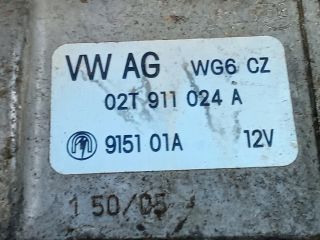 VW AG WG6 CZ
02T 911 024 A
9151 01A 12V
1 50/05